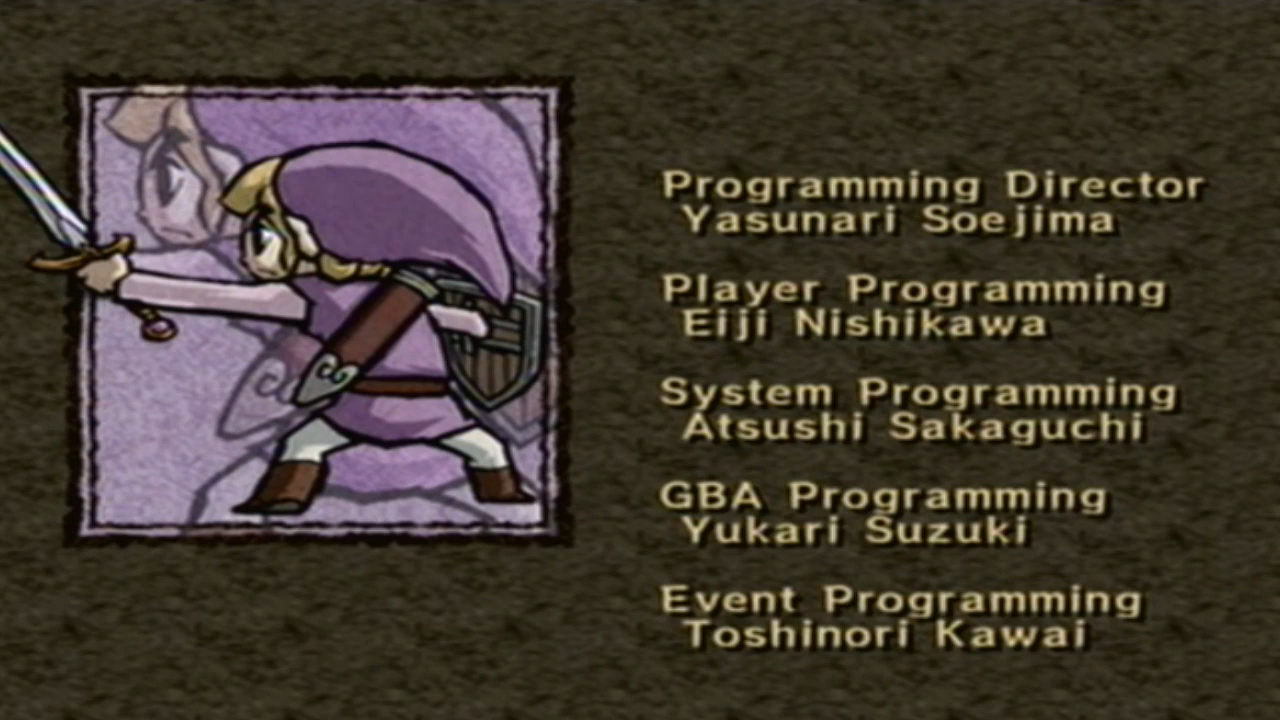 Programming Director
Yasunari Soejima
Player Programming
Eiji Nishikawa
System Programming
Atsushi Sakaguchi
GBA Programming
Yukari Suzuki
Event Programming
Toshinori Kawai